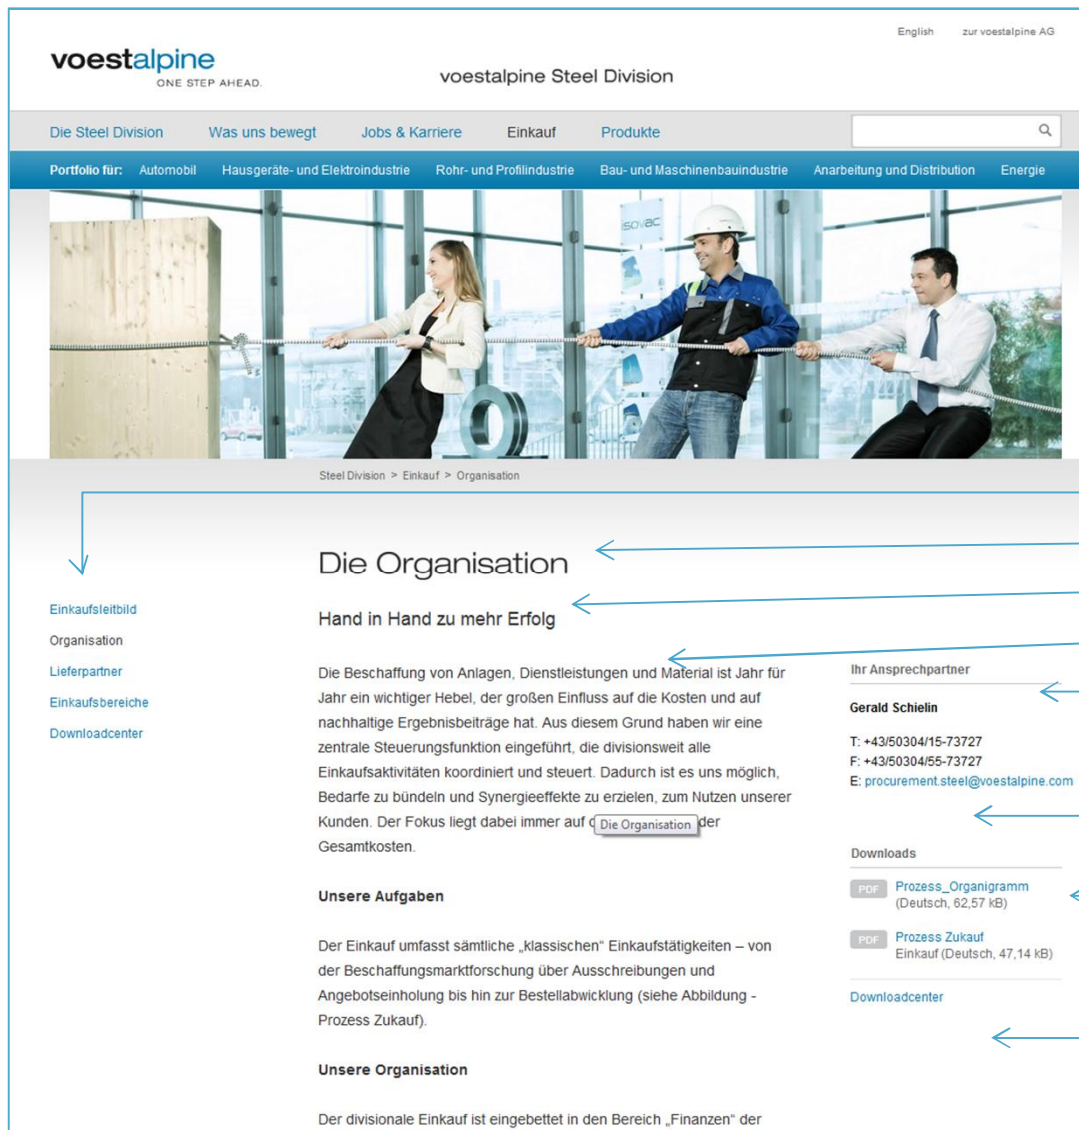 English zur voestalpine AG
voestalpine
ONE STEP AHEAD.
voestalpine Steel Division
Die Steel Division Was uns bewegt Jobs & Karriere Einkauf Produkte
Portfolio für: Automobil Hausgeräte- und Elektroindustrie Rohr- und Profilindustrie Bau- und Maschinenbauindustrie Anarbeitung und Distribution Energie
isovac
Steel Division > Einkauf > Organisation
Einkaufsleitbild
Organisation
Lieferpartner
Einkaufsbereiche
Downloadcenter
Die Organisation
Hand in Hand zu mehr Erfolg
Die Beschaffung von Anlagen, Dienstleistungen und Material ist Jahr für
Jahr ein wichtiger Hebel, der großen Einfluss auf die Kosten und auf
nachhaltige Ergebnisbeiträge hat. Aus diesem Grund haben wir eine
zentrale Steuerungsfunktion eingeführt, die divisionsweit alle
Einkaufsaktivitäten koordiniert und steuert. Dadurch ist es uns möglich,
Bedarfe zu bündeln und Synergieeffekte zu erzielen, zum Nutzen unserer
Kunden. Der Fokus liegt dabei immer auf der
Die Organisation
Gesamtkosten.
Unsere Aufgaben
Der Einkauf umfasst sämtliche „klassischen“ Einkaufstätigkeiten – von
der Beschaffungsmarktforschung über Ausschreibungen und
Angebotseinholung bis hin zur Bestellabwicklung (siehe Abbildung -
Prozess Zukauf).
Unsere Organisation
Der divisionale Einkauf ist eingebettet in den Bereich „Finanzen“ der
Ihr Ansprechpartner
Gerald Schielin
T: +43/50304/15-73727
F: +43/50304/55-73727
E: procurement.steel@voestalpine.com
Downloads
PDF Prozess_Organigramm
(Deutsch, 62,57 kB)
PDF Prozess Zukauf
Einkauf (Deutsch, 47,14 kB)
Downloadcenter